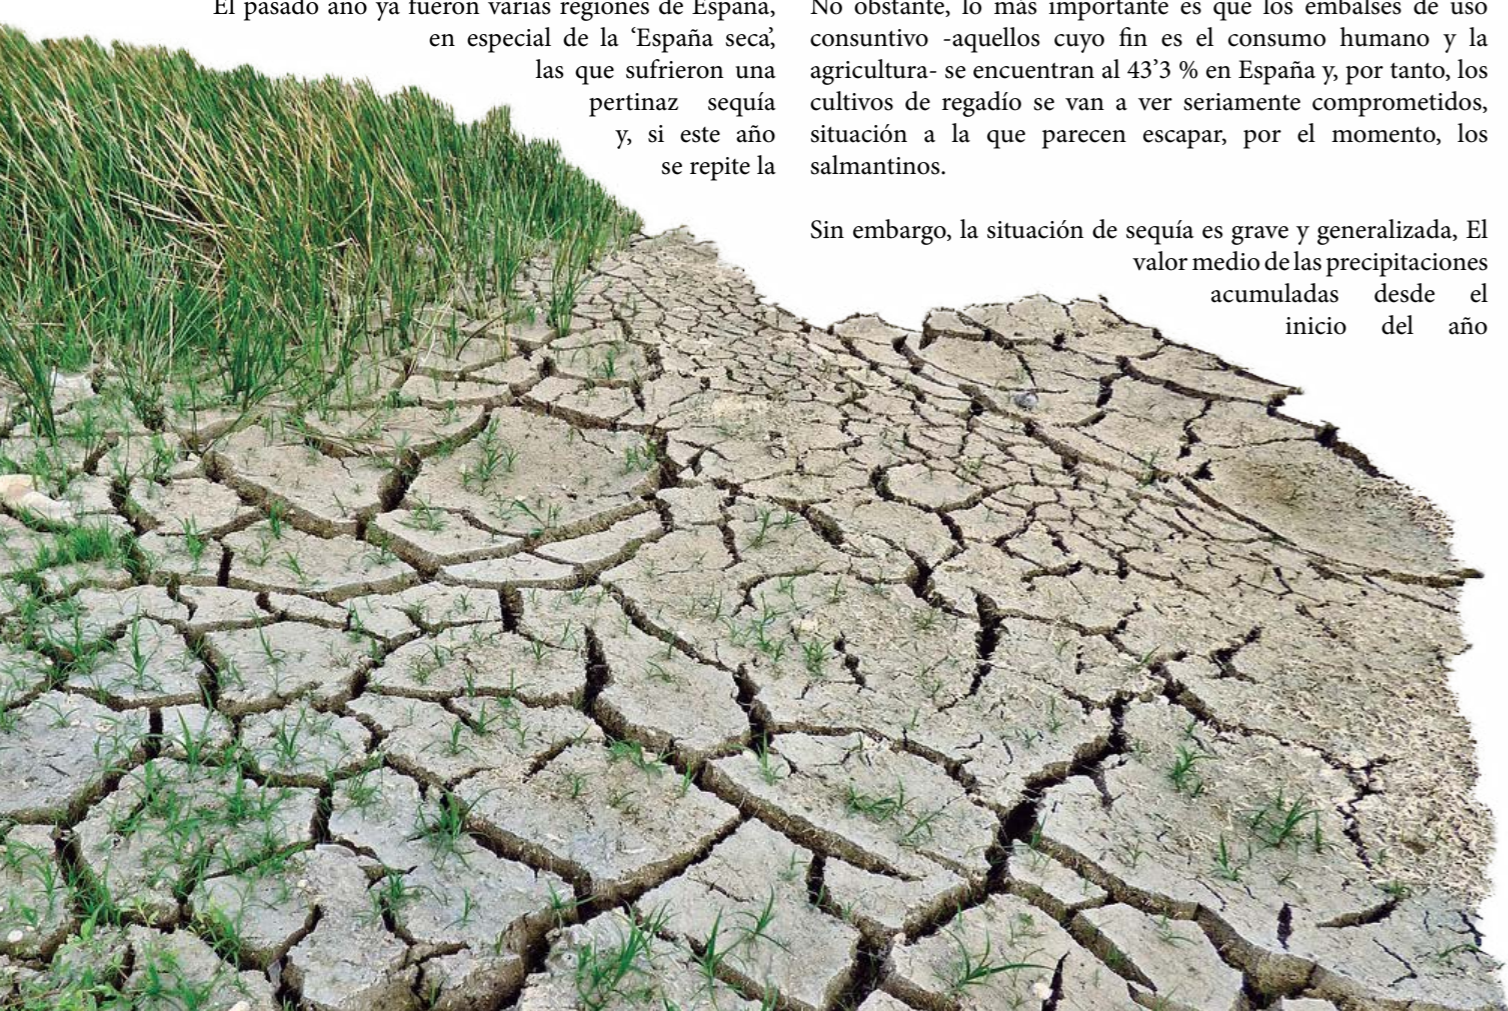 El pasado año ya fueron varias regiones de España,
en especial de la ‘España seca’,
las que sufrieron una
pertinaz sequía
y, si este año
se repite la
No obstante, lo más importante es que los embalses de uso
consuntivo -aquellos cuyo fin es el consumo humano y la
agricultura- se encuentran al 43’3 % en España y, por tanto, los
cultivos de regadío se van a ver seriamente comprometidos,
situación a la que parecen escapar, por el momento, los
salmantinos.
Sin embargo, la situación de sequía es grave y generalizada, El
valor medio de las precipitaciones
acumuladas desde el
inicio del año